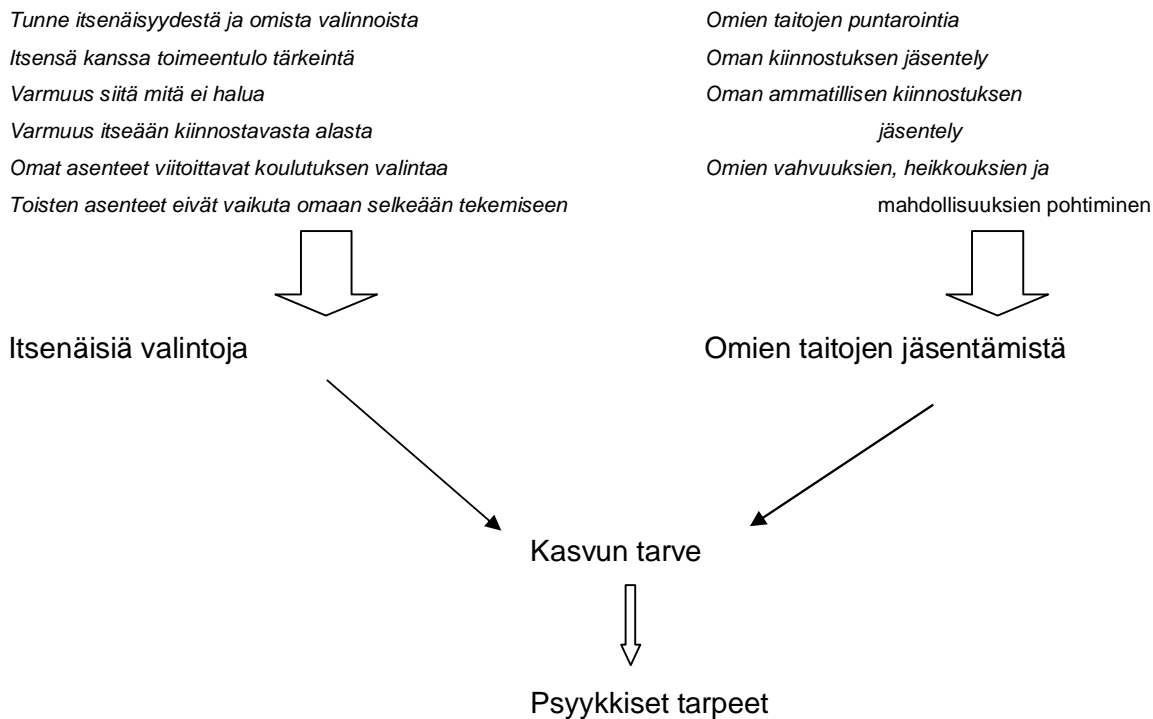 Tunne itsenäisyydestä ja omista valinnoista
Itsensä kanssa toimeentulo tärkeintä
Varmuus siitä mitä ei halua
Varmuus itseään kiinnostavasta alasta
Omat asenteet viitoittavat koulutuksen valintaa
Toisten asenteet eivät vaikuta omaan selkeään tekemiseen
Omien taitojen puntarointia
Oman kiinnostuksen jäsentely
Oman ammatillisen kiinnostuksen
jäsentely
Omien vahvuuksien, heikkouksien ja
mahdollisuuksien pohtiminen
Itsenäisiä valintoja
Omien taitojen jäsentämistä
Kasvun tarve
Psyykkiset tarpeet